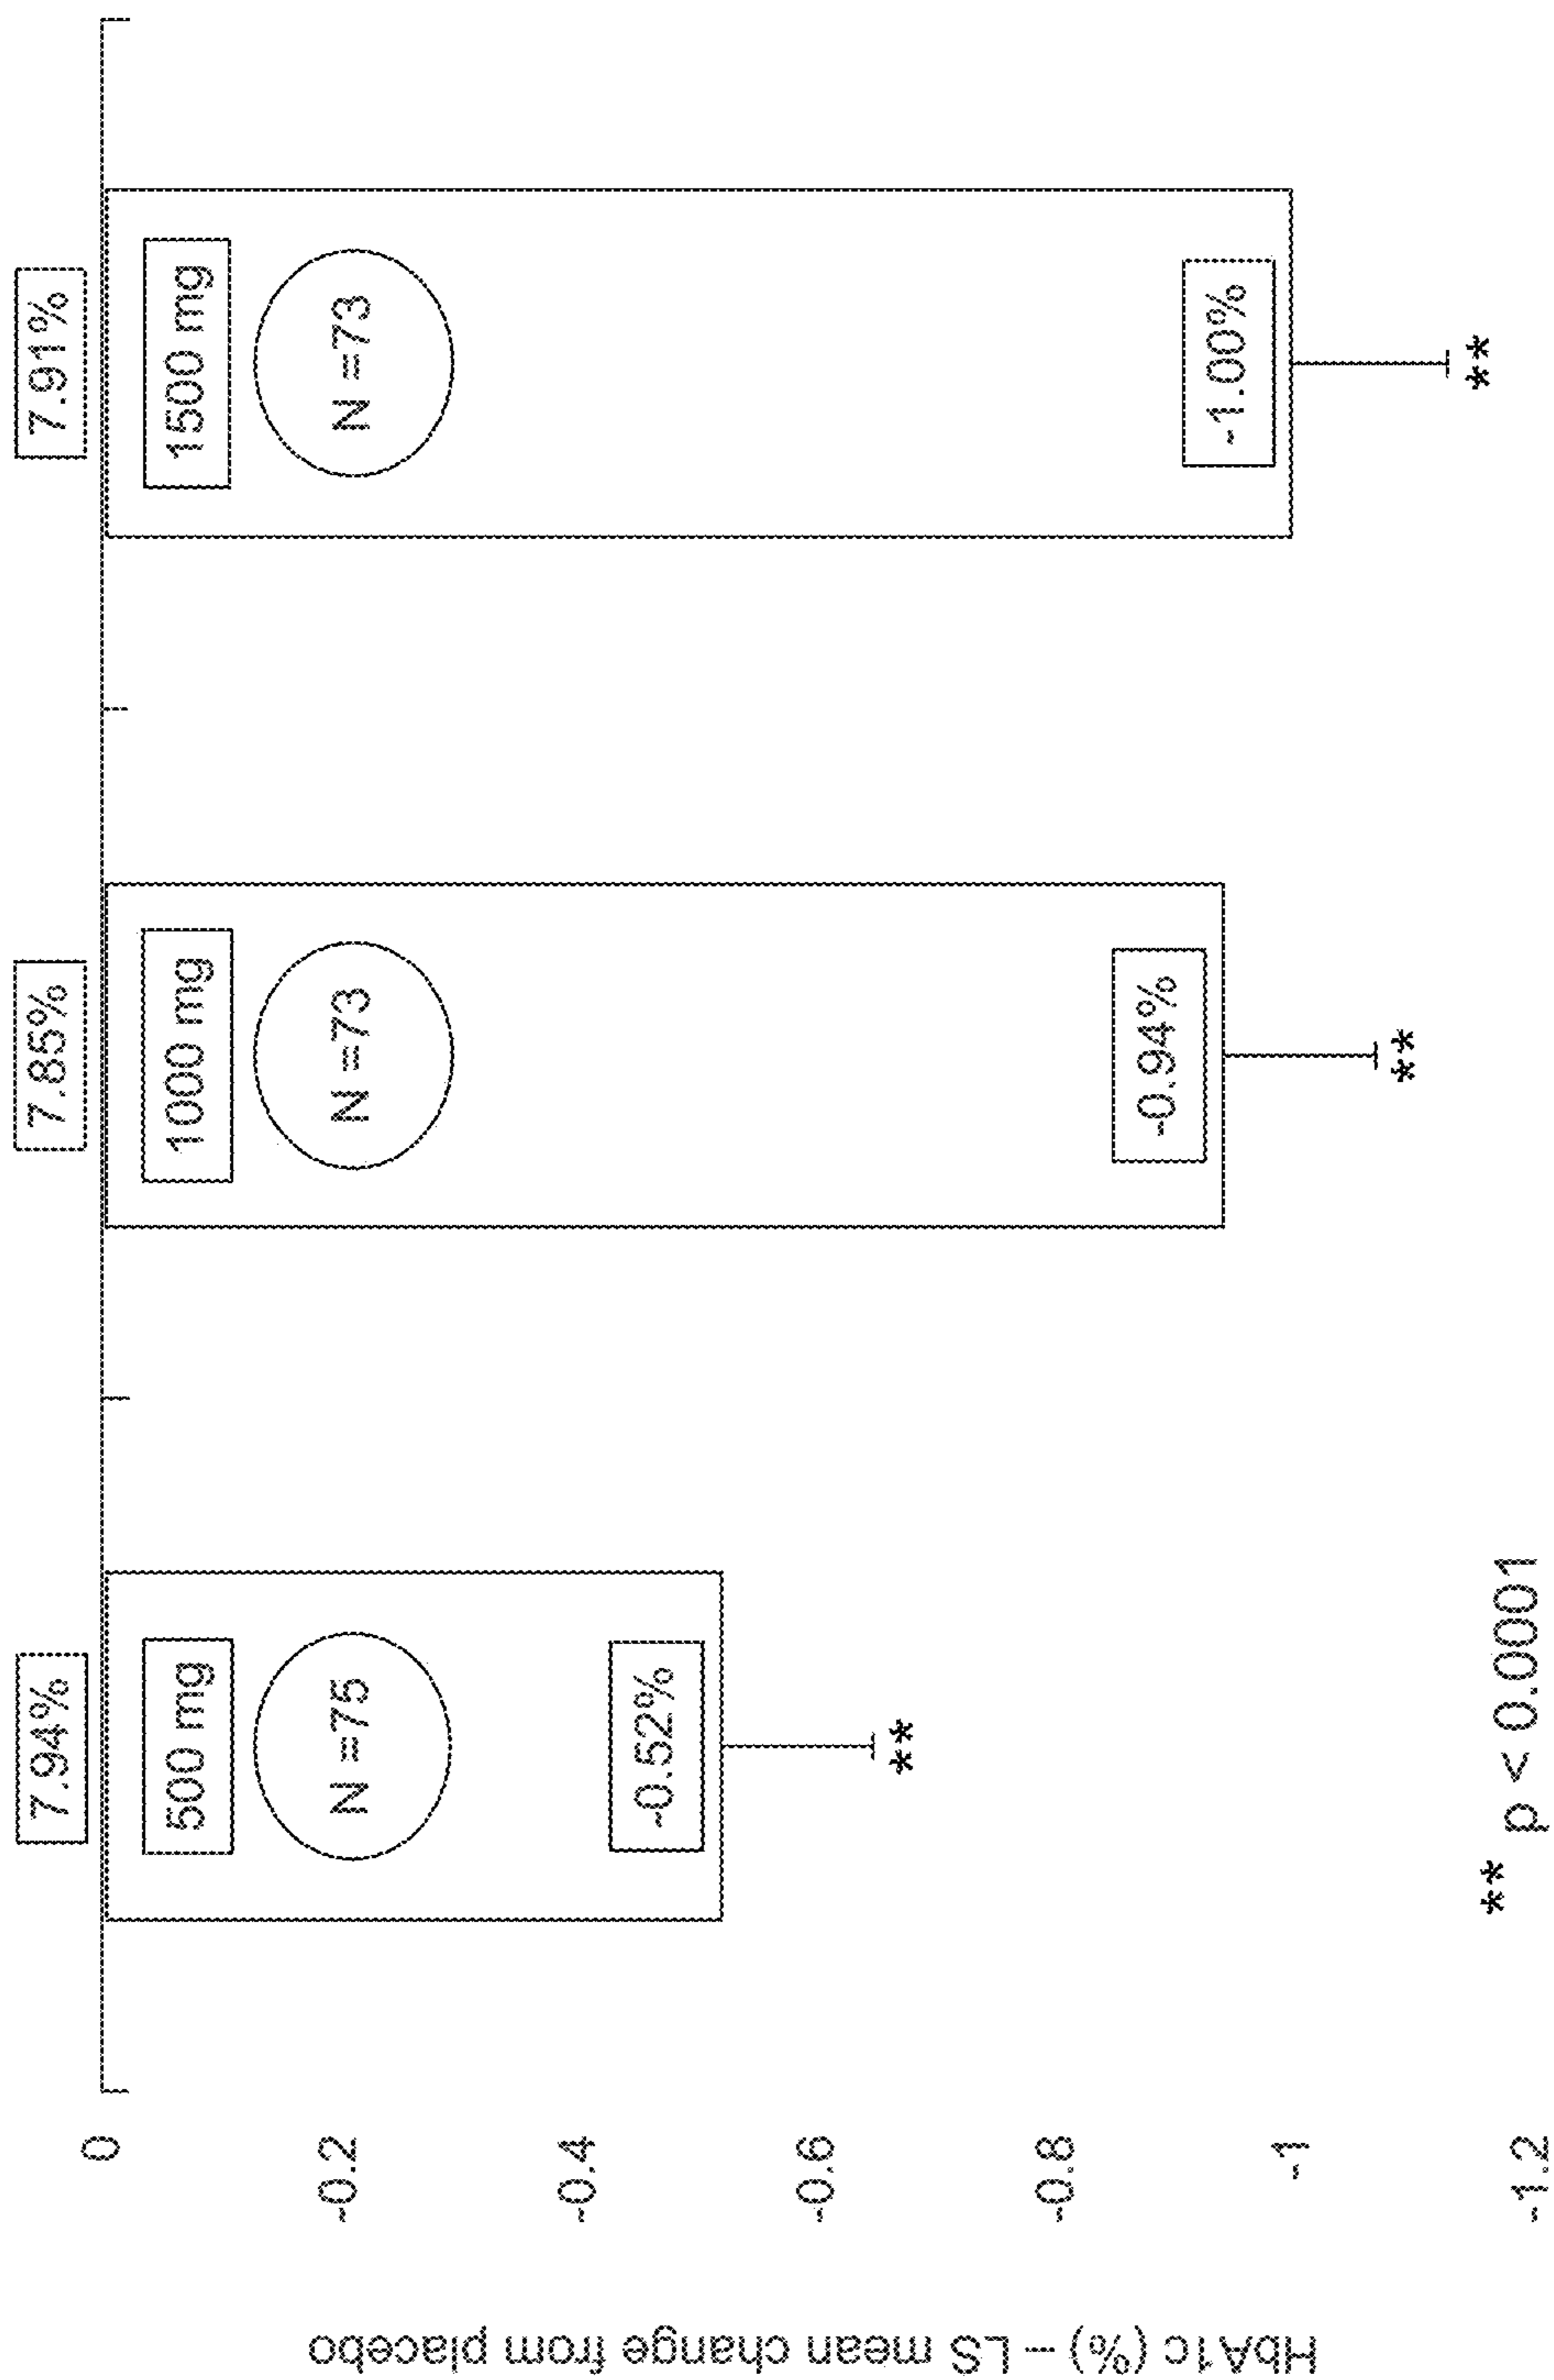 7.94%
7.85%
7.91%
500 mg
1000 mg
1500 mg
N =75
N =73
N =73
-0.52%
-0.94%
-1.00%
**
**
**
** p < 0.0001
0
-0.2
-0.4
-0.6
-0.8
-1
-1.2
HbA1c (%) – LS mean change from placebo